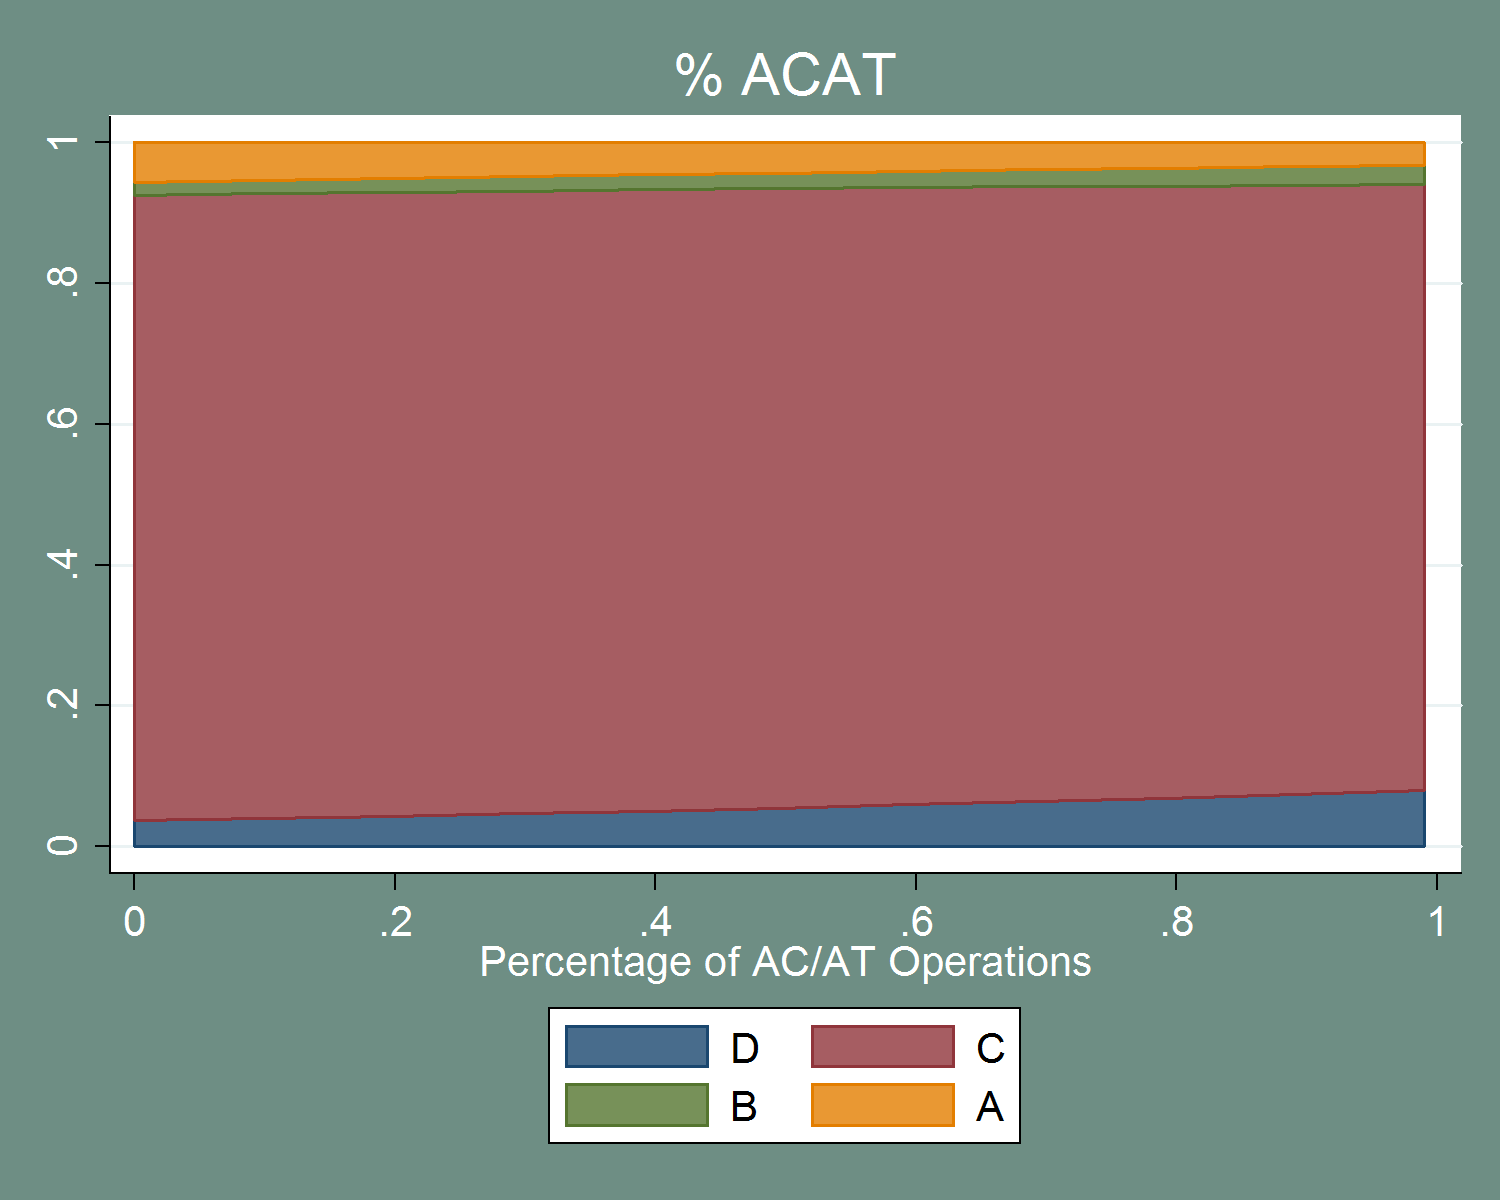 % ACAT
1
.8
.6
.4
.2
0
0 .2 .4 .6 .8 1
Percentage of AC/AT Operations
D C
B A